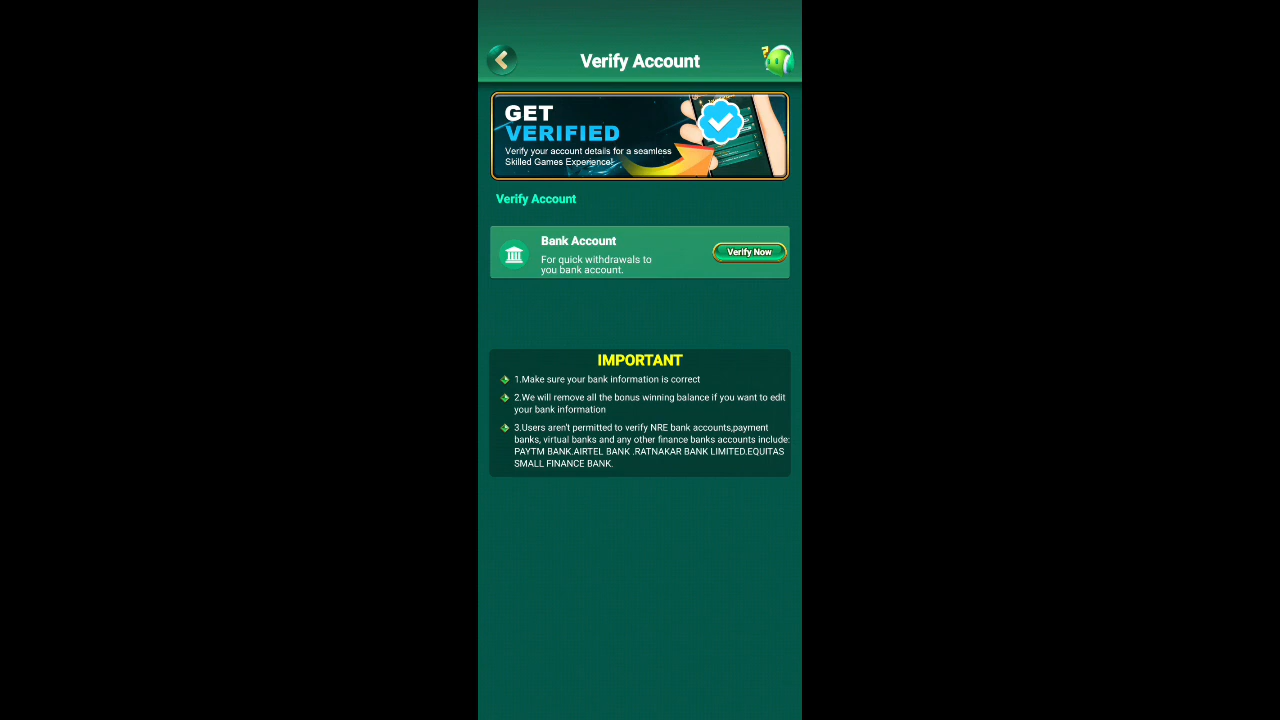 Verify Account
GET
VERIFIED
Verify your account details for a seamless
Skilled Games Experience!
Verify Account
Bank Account
For quick withdrawals to
you bank account.
Verify Now
IMPORTANT
1.Make sure your bank information is correct
2.We will remove all the bonus winning balance if you want to edit
your bank information
3.Users aren't permitted to verify NRE bank accounts,payment
banks, virtual banks and any other finance banks accounts include:
PAYTM BANK.AIRTEL BANK .RATNAKAR BANK LIMITED.EQUITAS
SMALL FINANCE BANK.